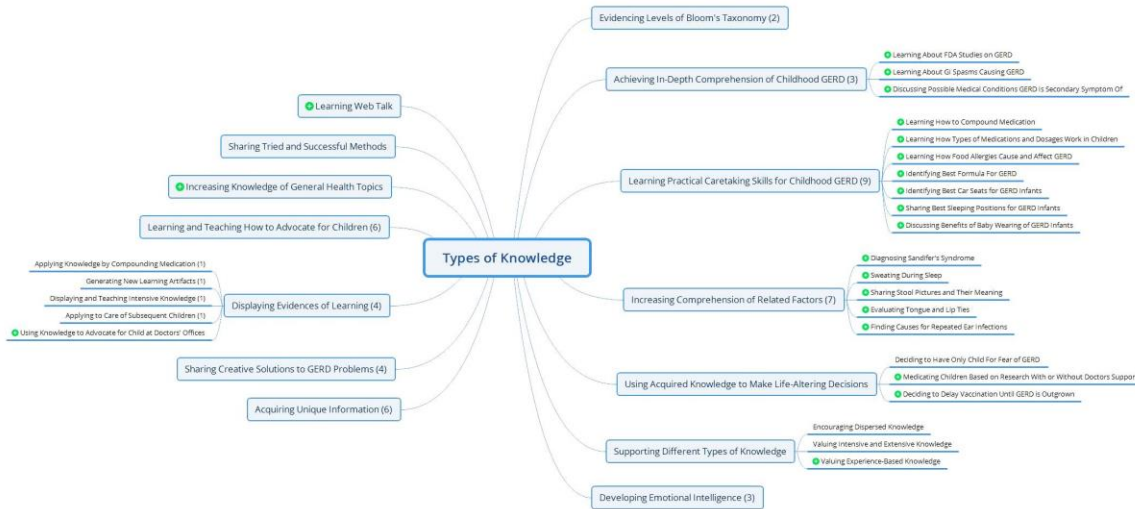 Types of Knowledge
Evidencing Levels of Bloom's Taxonomy (2)
Achieving In-Depth Comprehension of Childhood GERD (3)
Learning About FDA Studies on GERD
Learning About GI Spasms Causing GERD
Discussing Possible Medical Conditions GERD is Secondary Symptom Of
Learning Practical Caretaking Skills for Childhood GERD (9)
Learning How to Compound Medication
Learning How Types of Medications and Dosages Work in Children
Learning How Food Allergies Cause and Affect GERD
Identifying Best Formula For GERD
Identifying Best Car Seats for GERD Infants
Sharing Best Sleeping Positions for GERD Infants
Discussing Benefits of Baby Wearing of GERD Infants
Increasing Comprehension of Related Factors (7)
Diagnosing Sandifer's Syndrome
Sweating During Sleep
Sharing Stool Pictures and Their Meaning
Evaluating Tongue and Lip Ties
Finding Causes for Repeated Ear Infections
Using Acquired Knowledge to Make Life-Altering Decisions
Deciding to Have Only Child For Fear of GERD
Medicating Children Based on Research With or Without Doctors Support
Deciding to Delay Vaccination Until GERD is Outgrown
Supporting Different Types of Knowledge
Encouraging Dispersed Knowledge
Valuing Intensive and Extensive Knowledge
Valuing Experience-Based Knowledge
Developing Emotional Intelligence (3)
Learning Web Talk
Sharing Tried and Successful Methods
Increasing Knowledge of General Health Topics
Learning and Teaching How to Advocate for Children (6)
Displaying Evidences of Learning (4)
Applying Knowledge by Compounding Medication (1)
Generating New Learning Artifacts (1)
Displaying and Teaching Intensive Knowledge (1)
Applying to Care of Subsequent Children (1)
Using Knowledge to Advocate for Child at Doctors' Offices
Sharing Creative Solutions to GERD Problems (4)
Acquiring Unique Information (6)